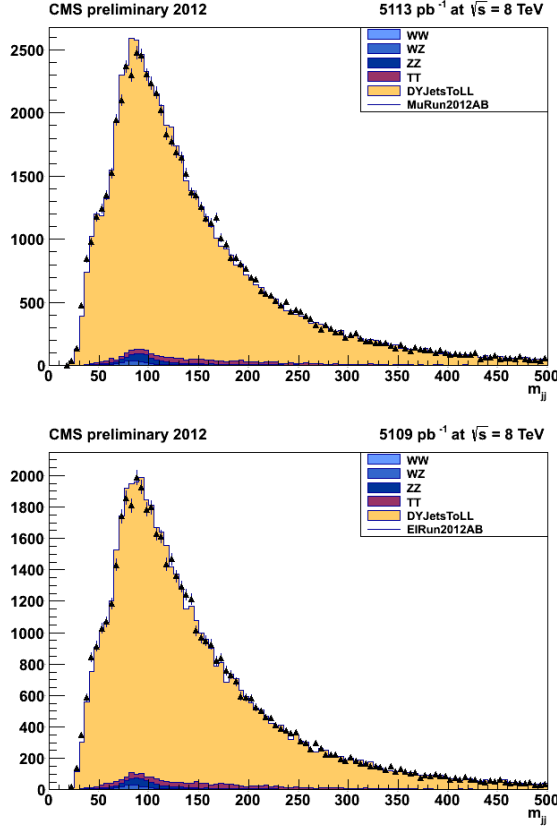 CMS preliminary 2012 5113 pb⁻¹ at √s = 8 TeV
WW
WZ
ZZ
TT
DYJetsToLL
MuRun2012AB
2500
2000
1500
1000
500
0
0 50 100 150 200 250 300 350 400 450 500
m_jj
CMS preliminary 2012 5109 pb⁻¹ at √s = 8 TeV
WW
WZ
ZZ
TT
DYJetsToLL
ElRun2012AB
2000
1800
1600
1400
1200
1000
800
600
400
200
0
0 50 100 150 200 250 300 350 400 450 500
m_jj